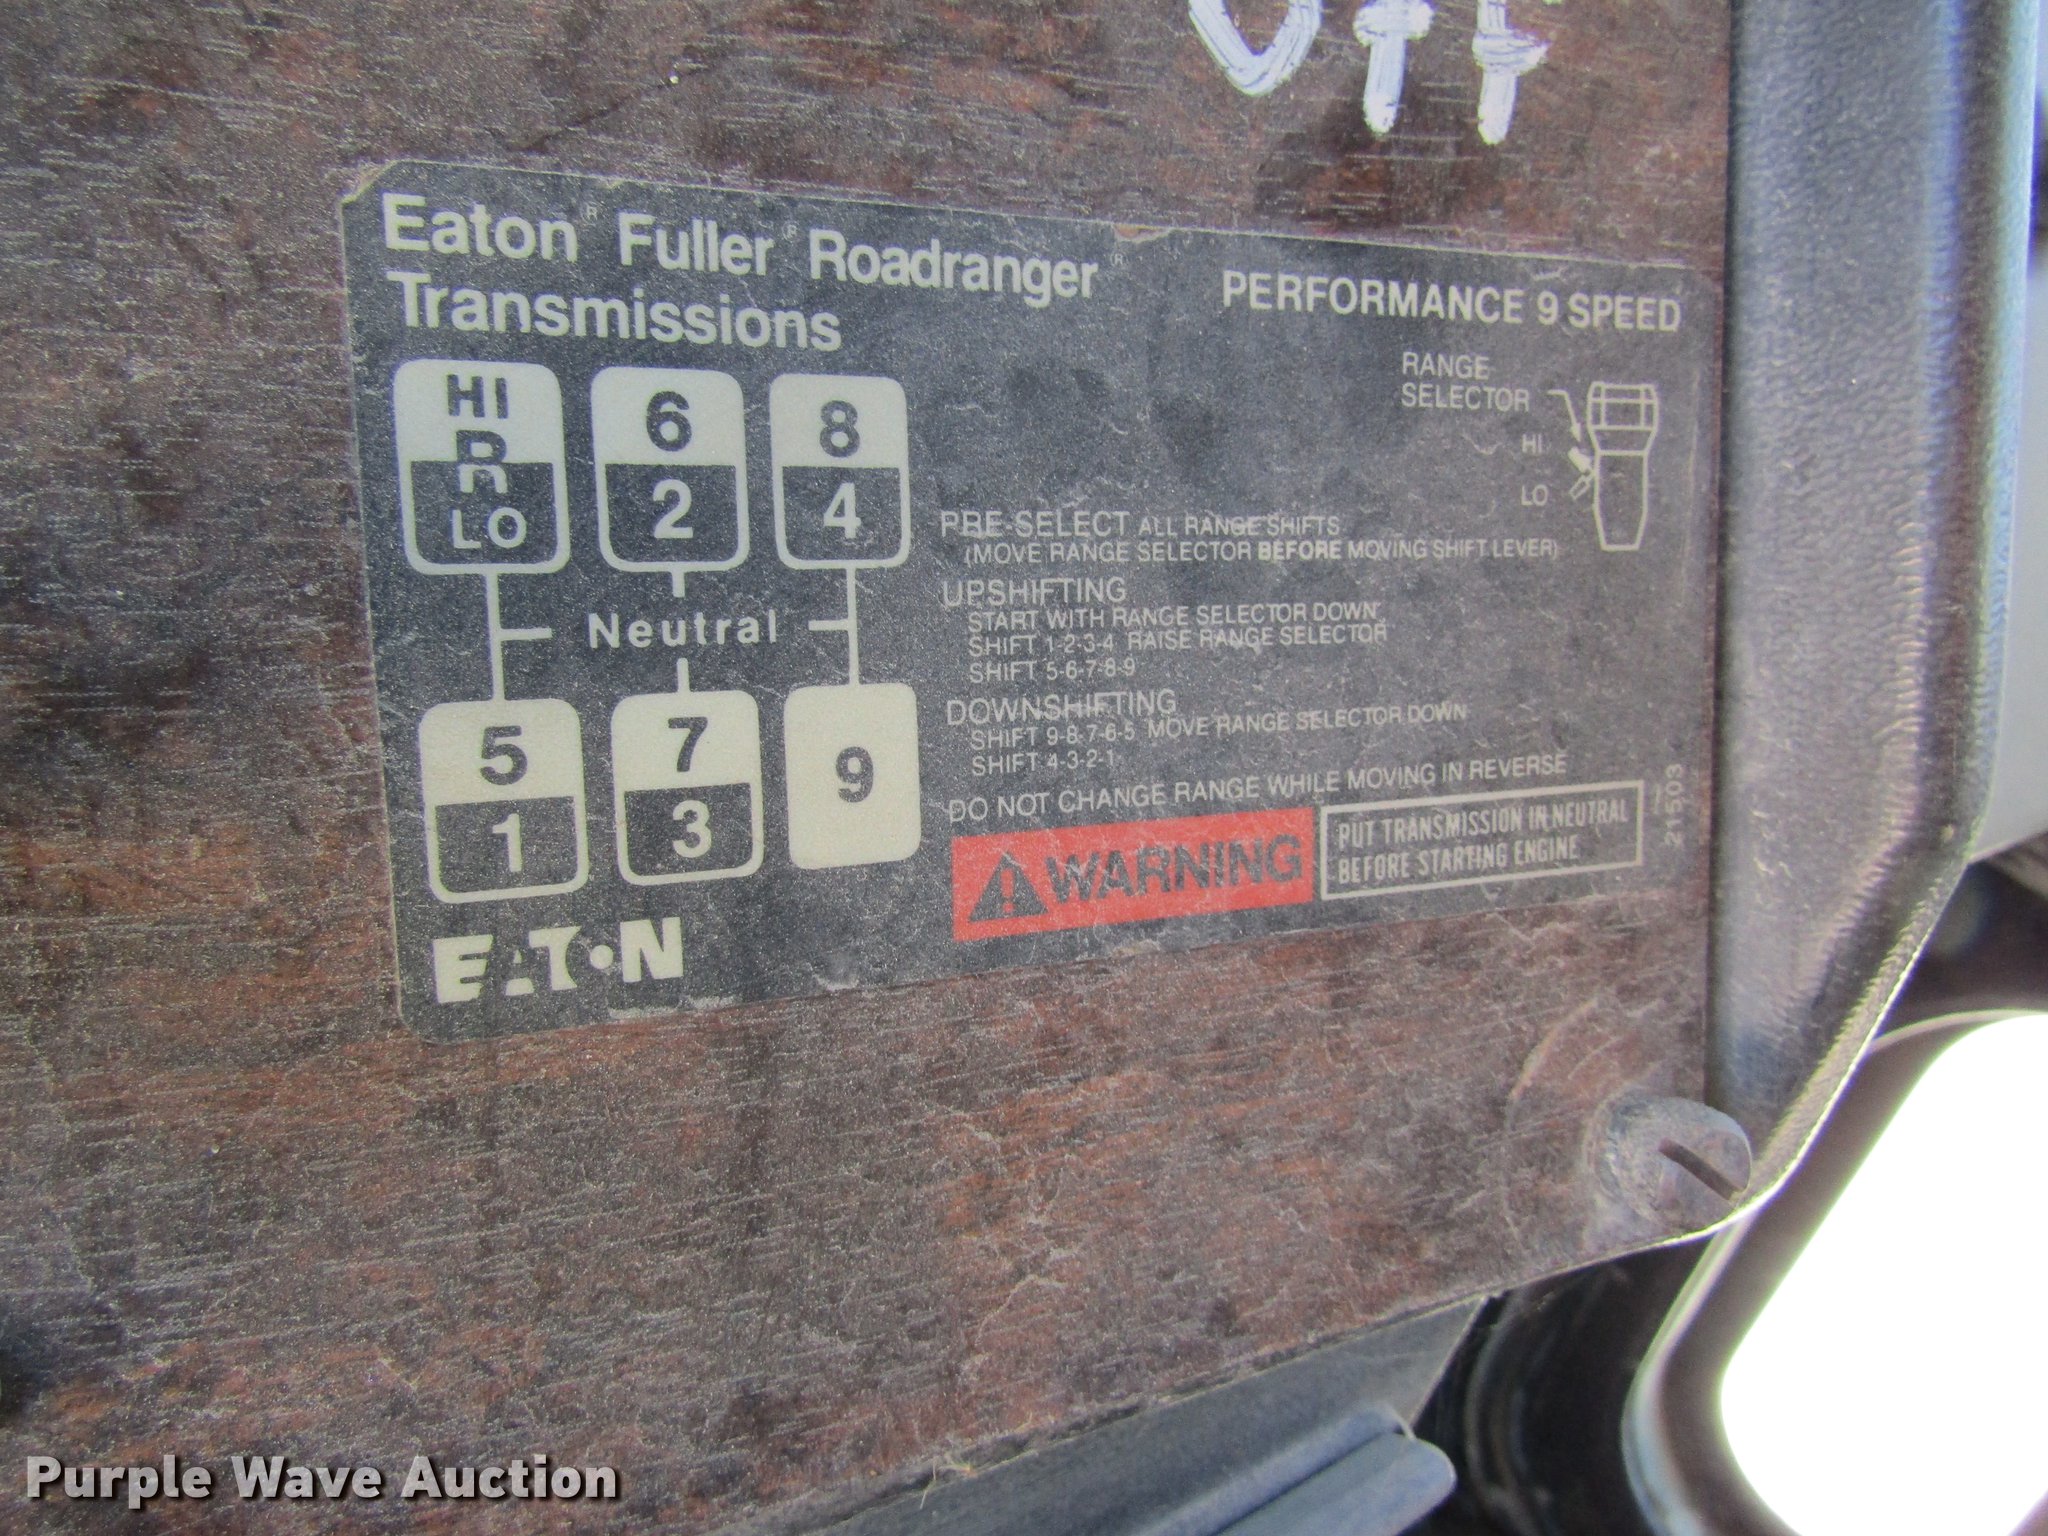 Off
Eaton® Fuller® Roadranger®
Transmissions
PERFORMANCE 9 SPEED
HI
R
LO
6
2
8
4
Neutral
5
1
7
3
9
RANGE
SELECTOR
HI
LO
PRE-SELECT ALL RANGE SHIFTS
(MOVE RANGE SELECTOR BEFORE MOVING SHIFT LEVER)
UPSHIFTING
START WITH RANGE SELECTOR DOWN
SHIFT 1-2-3-4 RAISE RANGE SELECTOR
SHIFT 5-6-7-8-9
DOWNSHIFTING
SHIFT 9-8-7-6-5 MOVE RANGE SELECTOR DOWN
SHIFT 4-3-2-1
DO NOT CHANGE RANGE WHILE MOVING IN REVERSE
WARNING
PUT TRANSMISSION IN NEUTRAL
BEFORE STARTING ENGINE
21503
EATON
Purple Wave Auction